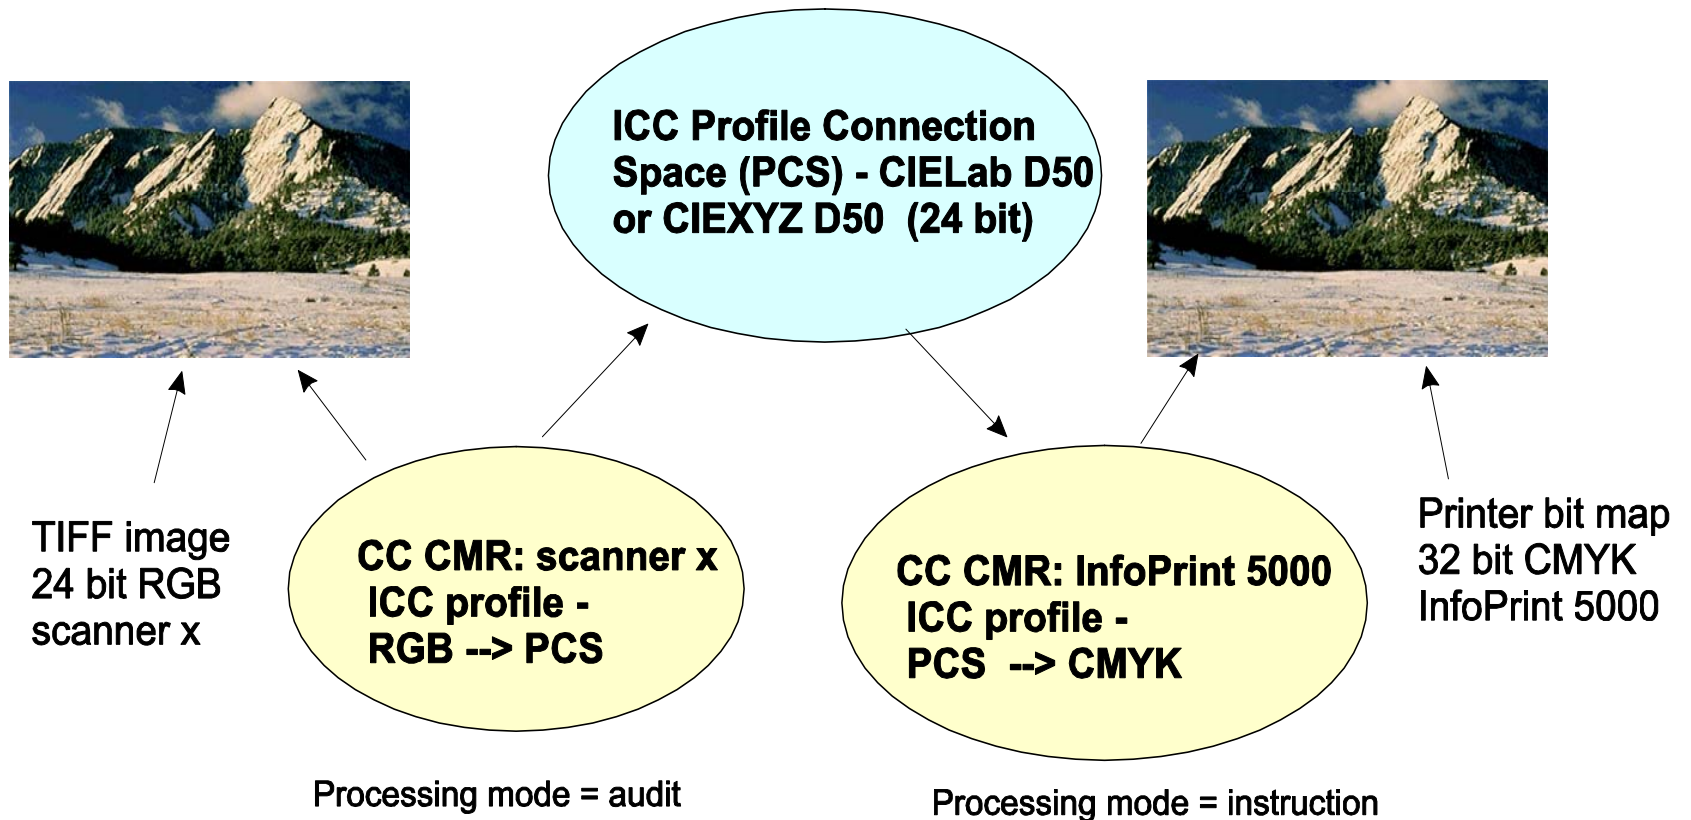 ICC Profile Connection
Space (PCS) - CIELab D50
or CIEXYZ D50 (24 bit)
TIFF image
24 bit RGB
scanner x
CC CMR: scanner x
ICC profile -
RGB --> PCS
CC CMR: InfoPrint 5000
ICC profile -
PCS --> CMYK
Printer bit map
32 bit CMYK
InfoPrint 5000
Processing mode = audit
Processing mode = instruction